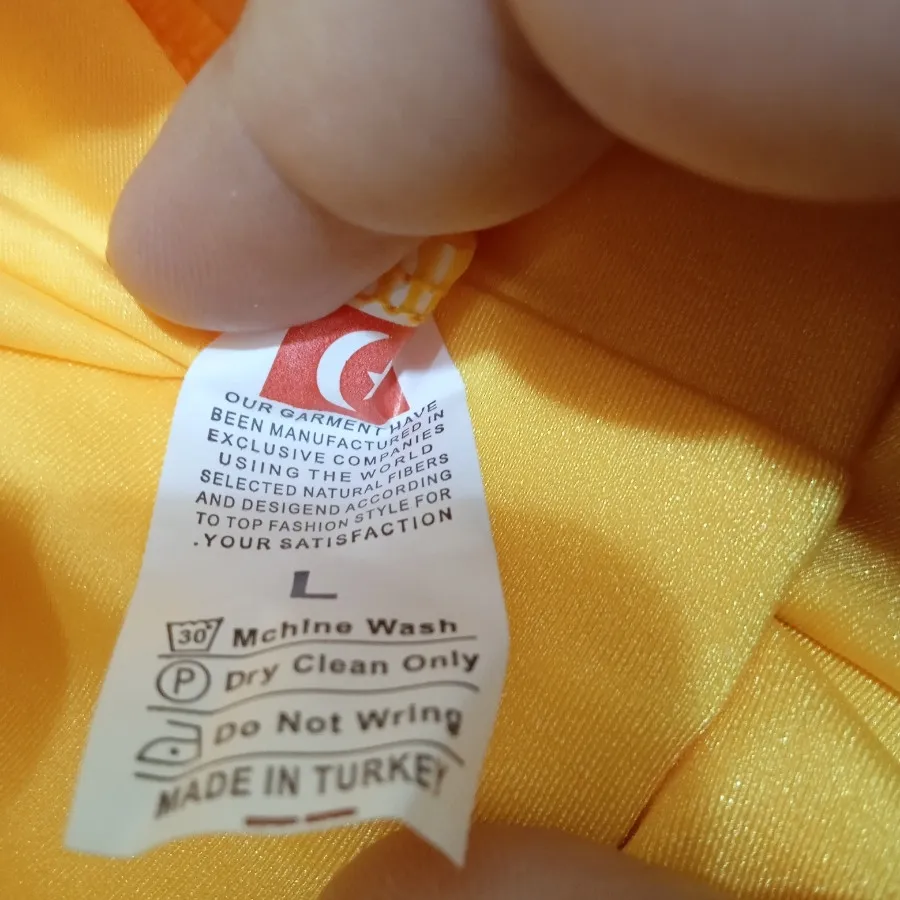 OUR GARMENT HAVE
BEEN MANUFACTURED IN
EXCLUSIVE COMPANIES
USIING THE WORLD
SELECTED NATURAL FIBERS
AND DESIGEND ACCORDING
TO TOP FASHION STYLE FOR
.YOUR SATISFACTION
L
30° MchIne Wash
P Dry Clean Only
Do Not Wring
MADE IN TURKEY